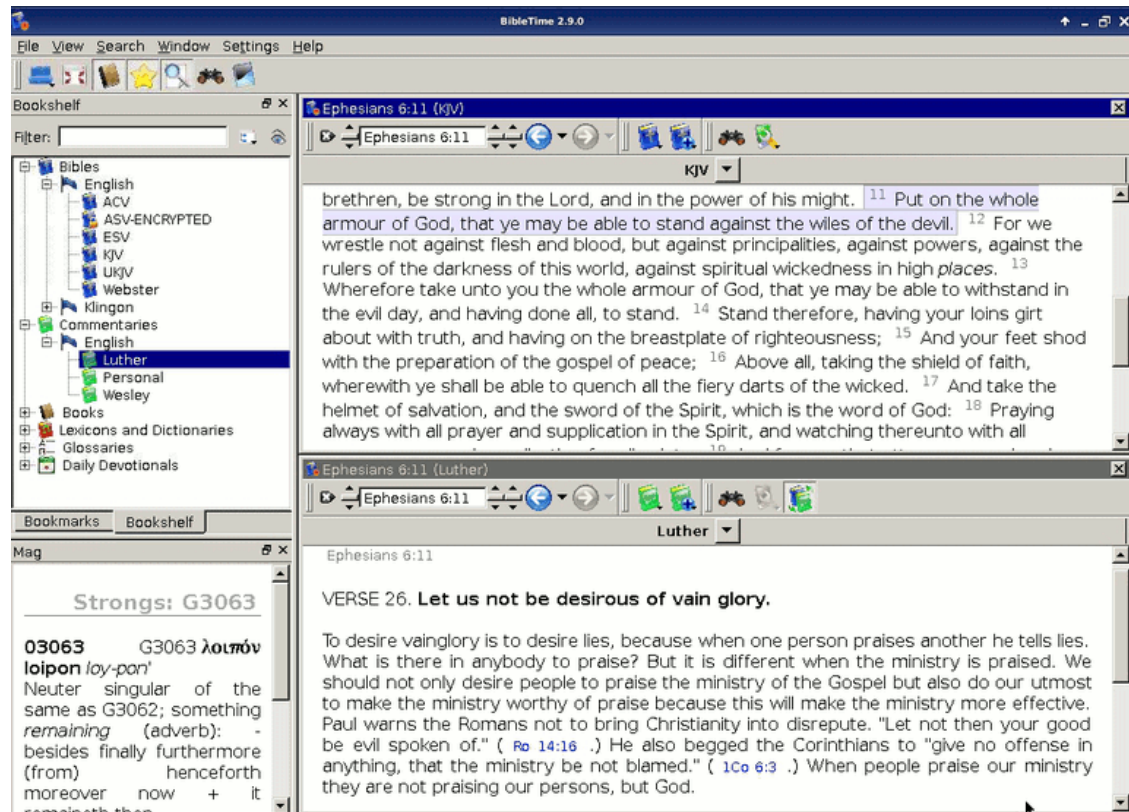 BibleTime 2.9.0
File View Search Window Settings Help
Bookshelf
Filter:
Bibles
English
ACV
ASV-ENCRYPTED
ESV
KJV
UKJV
Webster
Klingon
Commentaries
English
Luther
Personal
Wesley
Books
Lexicons and Dictionaries
Glossaries
Daily Devotionals
Bookmarks Bookshelf
Mag
Strongs: G3063
03063 G3063 λοιπόν
loipon loy-pon'
Neuter singular of the
same as G3062; something
remaining (adverb): -
besides finally furthermore
(from) henceforth
moreover now + it
remaineth then
Ephesians 6:11 (KJV)
Ephesians 6:11
KJV
brethren, be strong in the Lord, and in the power of his might. 11 Put on the whole
armour of God, that ye may be able to stand against the wiles of the devil. 12 For we
wrestle not against flesh and blood, but against principalities, against powers, against the
rulers of the darkness of this world, against spiritual wickedness in high places. 13
Wherefore take unto you the whole armour of God, that ye may be able to withstand in
the evil day, and having done all, to stand. 14 Stand therefore, having your loins girt
about with truth, and having on the breastplate of righteousness; 15 And your feet shod
with the preparation of the gospel of peace; 16 Above all, taking the shield of faith,
wherewith ye shall be able to quench all the fiery darts of the wicked. 17 And take the
helmet of salvation, and the sword of the Spirit, which is the word of God: 18 Praying
always with all prayer and supplication in the Spirit, and watching thereunto with all
Ephesians 6:11 (Luther)
Ephesians 6:11
Luther
Ephesians 6:11
VERSE 26. Let us not be desirous of vain glory.
To desire vainglory is to desire lies, because when one person praises another he tells lies.
What is there in anybody to praise? But it is different when the ministry is praised. We
should not only desire people to praise the ministry of the Gospel but also do our utmost
to make the ministry worthy of praise because this will make the ministry more effective.
Paul warns the Romans not to bring Christianity into disrepute. "Let not then your good
be evil spoken of." ( Ro 14:16 .) He also begged the Corinthians to "give no offense in
anything, that the ministry be not blamed." ( 1Co 6:3 .) When people praise our ministry
they are not praising our persons, but God.